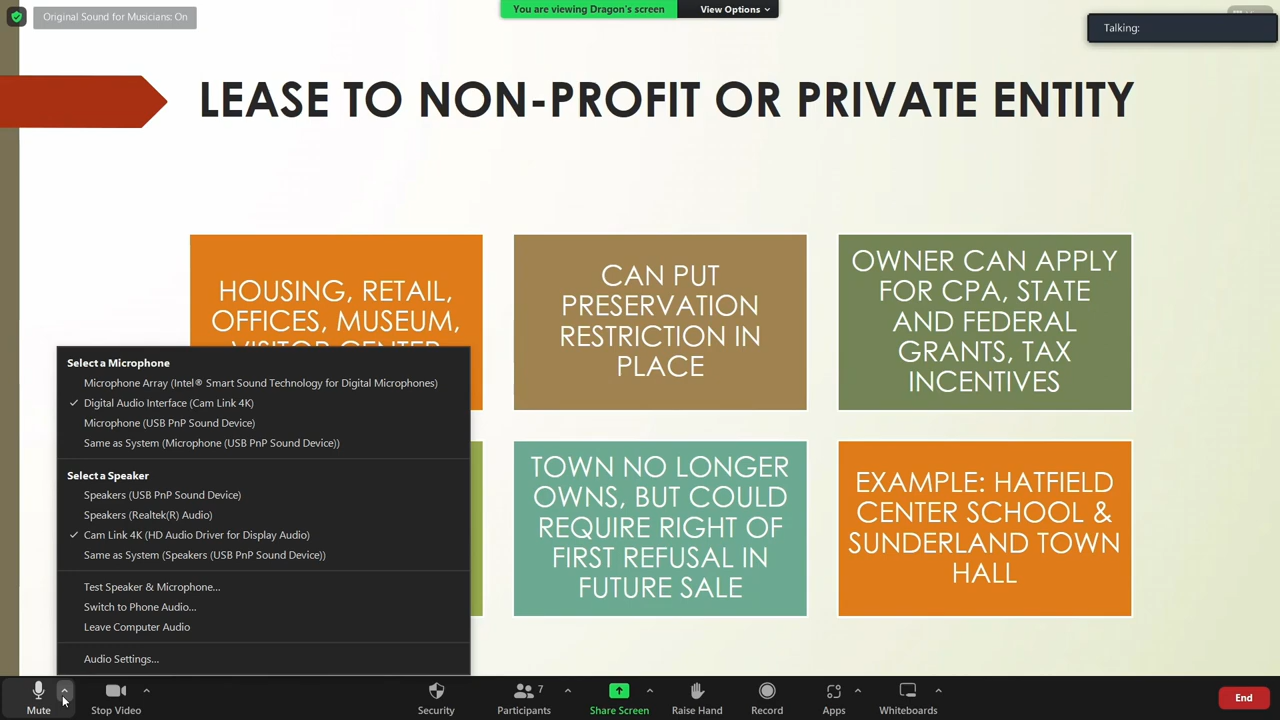 Original Sound for Musicians: On
You are viewing Dragon's screen
View Options
Talking:
LEASE TO NON-PROFIT OR PRIVATE ENTITY
HOUSING, RETAIL,
OFFICES, MUSEUM,
VISITOR CENTER
CAN PUT
PRESERVATION
RESTRICTION IN
PLACE
OWNER CAN APPLY
FOR CPA, STATE
AND FEDERAL
GRANTS, TAX
INCENTIVES
TOWN NO LONGER
OWNS, BUT COULD
REQUIRE RIGHT OF
FIRST REFUSAL IN
FUTURE SALE
EXAMPLE: HATFIELD
CENTER SCHOOL &
SUNDERLAND TOWN
HALL
Select a Microphone
Microphone Array (Intel® Smart Sound Technology for Digital Microphones)
Digital Audio Interface (Cam Link 4K)
Microphone (USB PnP Sound Device)
Same as System (Microphone (USB PnP Sound Device))
Select a Speaker
Speakers (USB PnP Sound Device)
Speakers (Realtek(R) Audio)
Cam Link 4K (HD Audio Driver for Display Audio)
Same as System (Speakers (USB PnP Sound Device))
Test Speaker & Microphone...
Switch to Phone Audio...
Leave Computer Audio
Audio Settings...
Mute
Stop Video
Security
Participants
7
Share Screen
Raise Hand
Record
Apps
Whiteboards
End